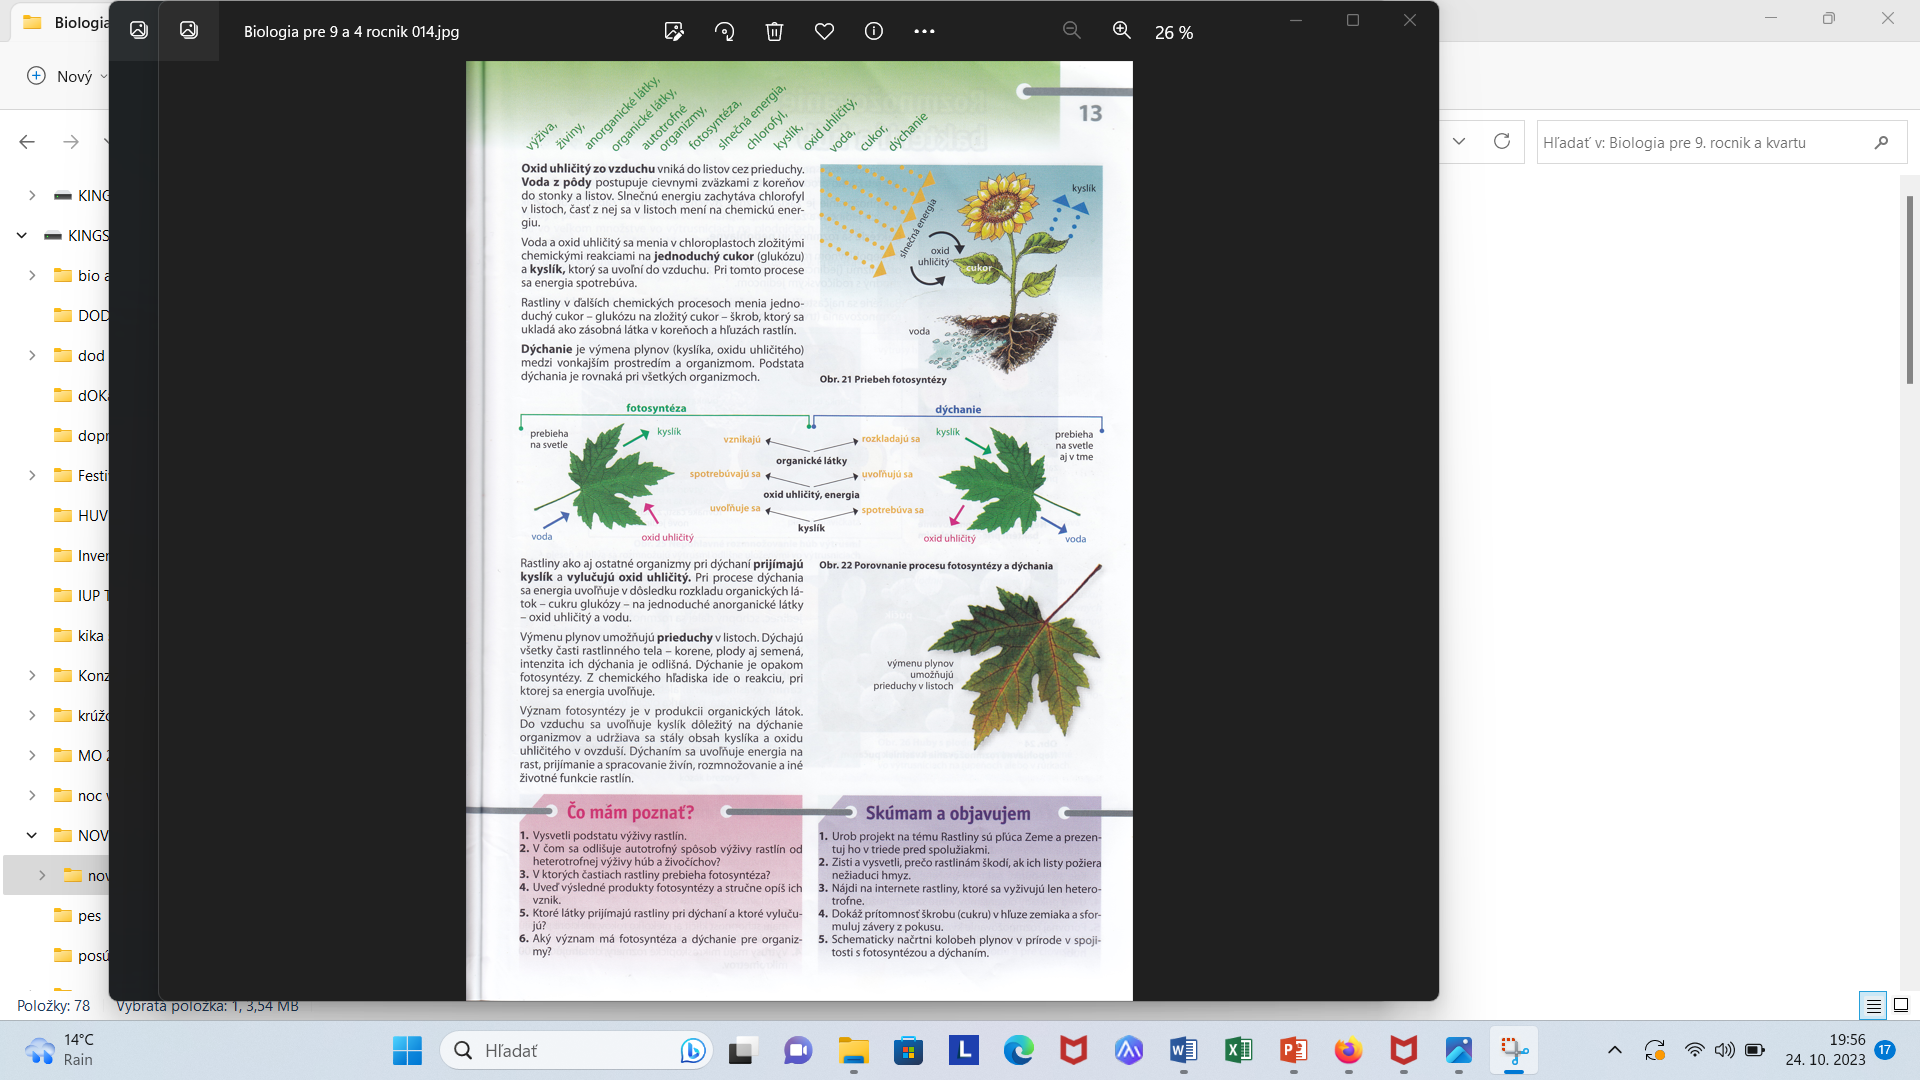 Biologia
Biologia pre 9 a 4 rocnik 014.jpg
26 %
Nový
Hľadať v: Biologia pre 9. rocnik a kvartu
KING
KINGS
bio a
DOD
dod
dOKa
dopr
Festi
HUV
Inver
IUP T
kika
Konz
krúžo
MO 2
noc v
NOV
nov
pes
posú
13
výživa,
živiny,
anorganické látky,
organické látky,
autotrofné
organizmy,
fotosyntéza,
slnečná energia,
chlorofyl,
kyslík,
oxid uhličitý,
voda,
cukor,
dýchanie
Oxid uhličitý zo vzduchu vniká do listov cez prieduchy.
Voda z pôdy postupuje cievnymi zväzkami z koreňov
do stonky a listov. Slnečnú energiu zachytáva chlorofyl
v listoch, časť z nej sa v listoch mení na chemickú ener-
giu.
Voda a oxid uhličitý sa menia v chloroplastoch zložitými
chemickými reakciami na jednoduchý cukor (glukózu)
a kyslík, ktorý sa uvoľní do vzduchu. Pri tomto procese
sa energia spotrebúva.
Rastliny v ďalších chemických procesoch menia jedno-
duchý cukor – glukózu na zložitý cukor – škrob, ktorý sa
ukladá ako zásobná látka v koreňoch a hľuzách rastlín.
Dýchanie je výmena plynov (kyslíka, oxidu uhličitého)
medzi vonkajším prostredím a organizmom. Podstata
dýchania je rovnaká pri všetkých organizmoch.
slnečná energia
kyslík
oxid
uhličitý
cukor
voda
Obr. 21 Priebeh fotosyntézy
fotosyntéza
dýchanie
prebieha
na svetle
kyslík
voda
oxid uhličitý
vznikajú
rozkladajú sa
organické látky
spotrebúvajú sa
uvoľňujú sa
oxid uhličitý, energia
uvoľňuje sa
spotrebúva sa
kyslík
kyslík
prebieha
na svetle
aj v tme
oxid uhličitý
voda
Rastliny ako aj ostatné organizmy pri dýchaní prijímajú
kyslík a vylučujú oxid uhličitý. Pri procese dýchania
sa energia uvoľňuje v dôsledku rozkladu organických lá-
tok – cukru glukózy – na jednoduché anorganické látky
– oxid uhličitý a vodu.
Výmenu plynov umožňujú prieduchy v listoch. Dýchajú
všetky časti rastlinného tela – korene, plody aj semená,
intenzita ich dýchania je odlišná. Dýchanie je opakom
fotosyntézy. Z chemického hľadiska ide o reakciu, pri
ktorej sa energia uvoľňuje.
Význam fotosyntézy je v produkcii organických látok.
Do vzduchu sa uvoľňuje kyslík dôležitý na dýchanie
organizmov a udržiava sa stály obsah kyslíka a oxidu
uhličitého v ovzduší. Dýchaním sa uvoľňuje energia na
rast, prijímanie a spracovanie živín, rozmnožovanie a iné
životné funkcie rastlín.
Obr. 22 Porovnanie procesu fotosyntézy a dýchania
výmenu plynov
umožňujú
prieduchy v listoch
Čo mám poznať?
1. Vysvetli podstatu výživy rastlín.
2. V čom sa odlišuje autotrofný spôsob výživy rastlín od
heterotrofnej výživy húb a živočíchov?
3. V ktorých častiach rastliny prebieha fotosyntéza?
4. Uveď výsledné produkty fotosyntézy a stručne opíš ich
vznik.
5. Ktoré látky prijímajú rastliny pri dýchaní a ktoré vyluču-
jú?
6. Aký význam má fotosyntéza a dýchanie pre organiz-
my?
Skúmam a objavujem
1. Urob projekt na tému Rastliny sú pľúca Zeme a prezen-
tuj ho v triede pred spolužiakmi.
2. Zisti a vysvetli, prečo rastlinám škodí, ak ich listy požiera
nežiaduci hmyz.
3. Nájdi na internete rastliny, ktoré sa vyživujú len hetero-
trofne.
4. Dokáž prítomnosť škrobu (cukru) v hľuze zemiaka a sfor-
muluj závery z pokusu.
5. Schematicky načrtni kolobeh plynov v prírode v spoji-
tosti s fotosyntézou a dýchaním.
Položky: 78
Vybratá položka: 1, 3,54 MB
14°C
Rain
Hľadať
19:56
24. 10. 2023
17